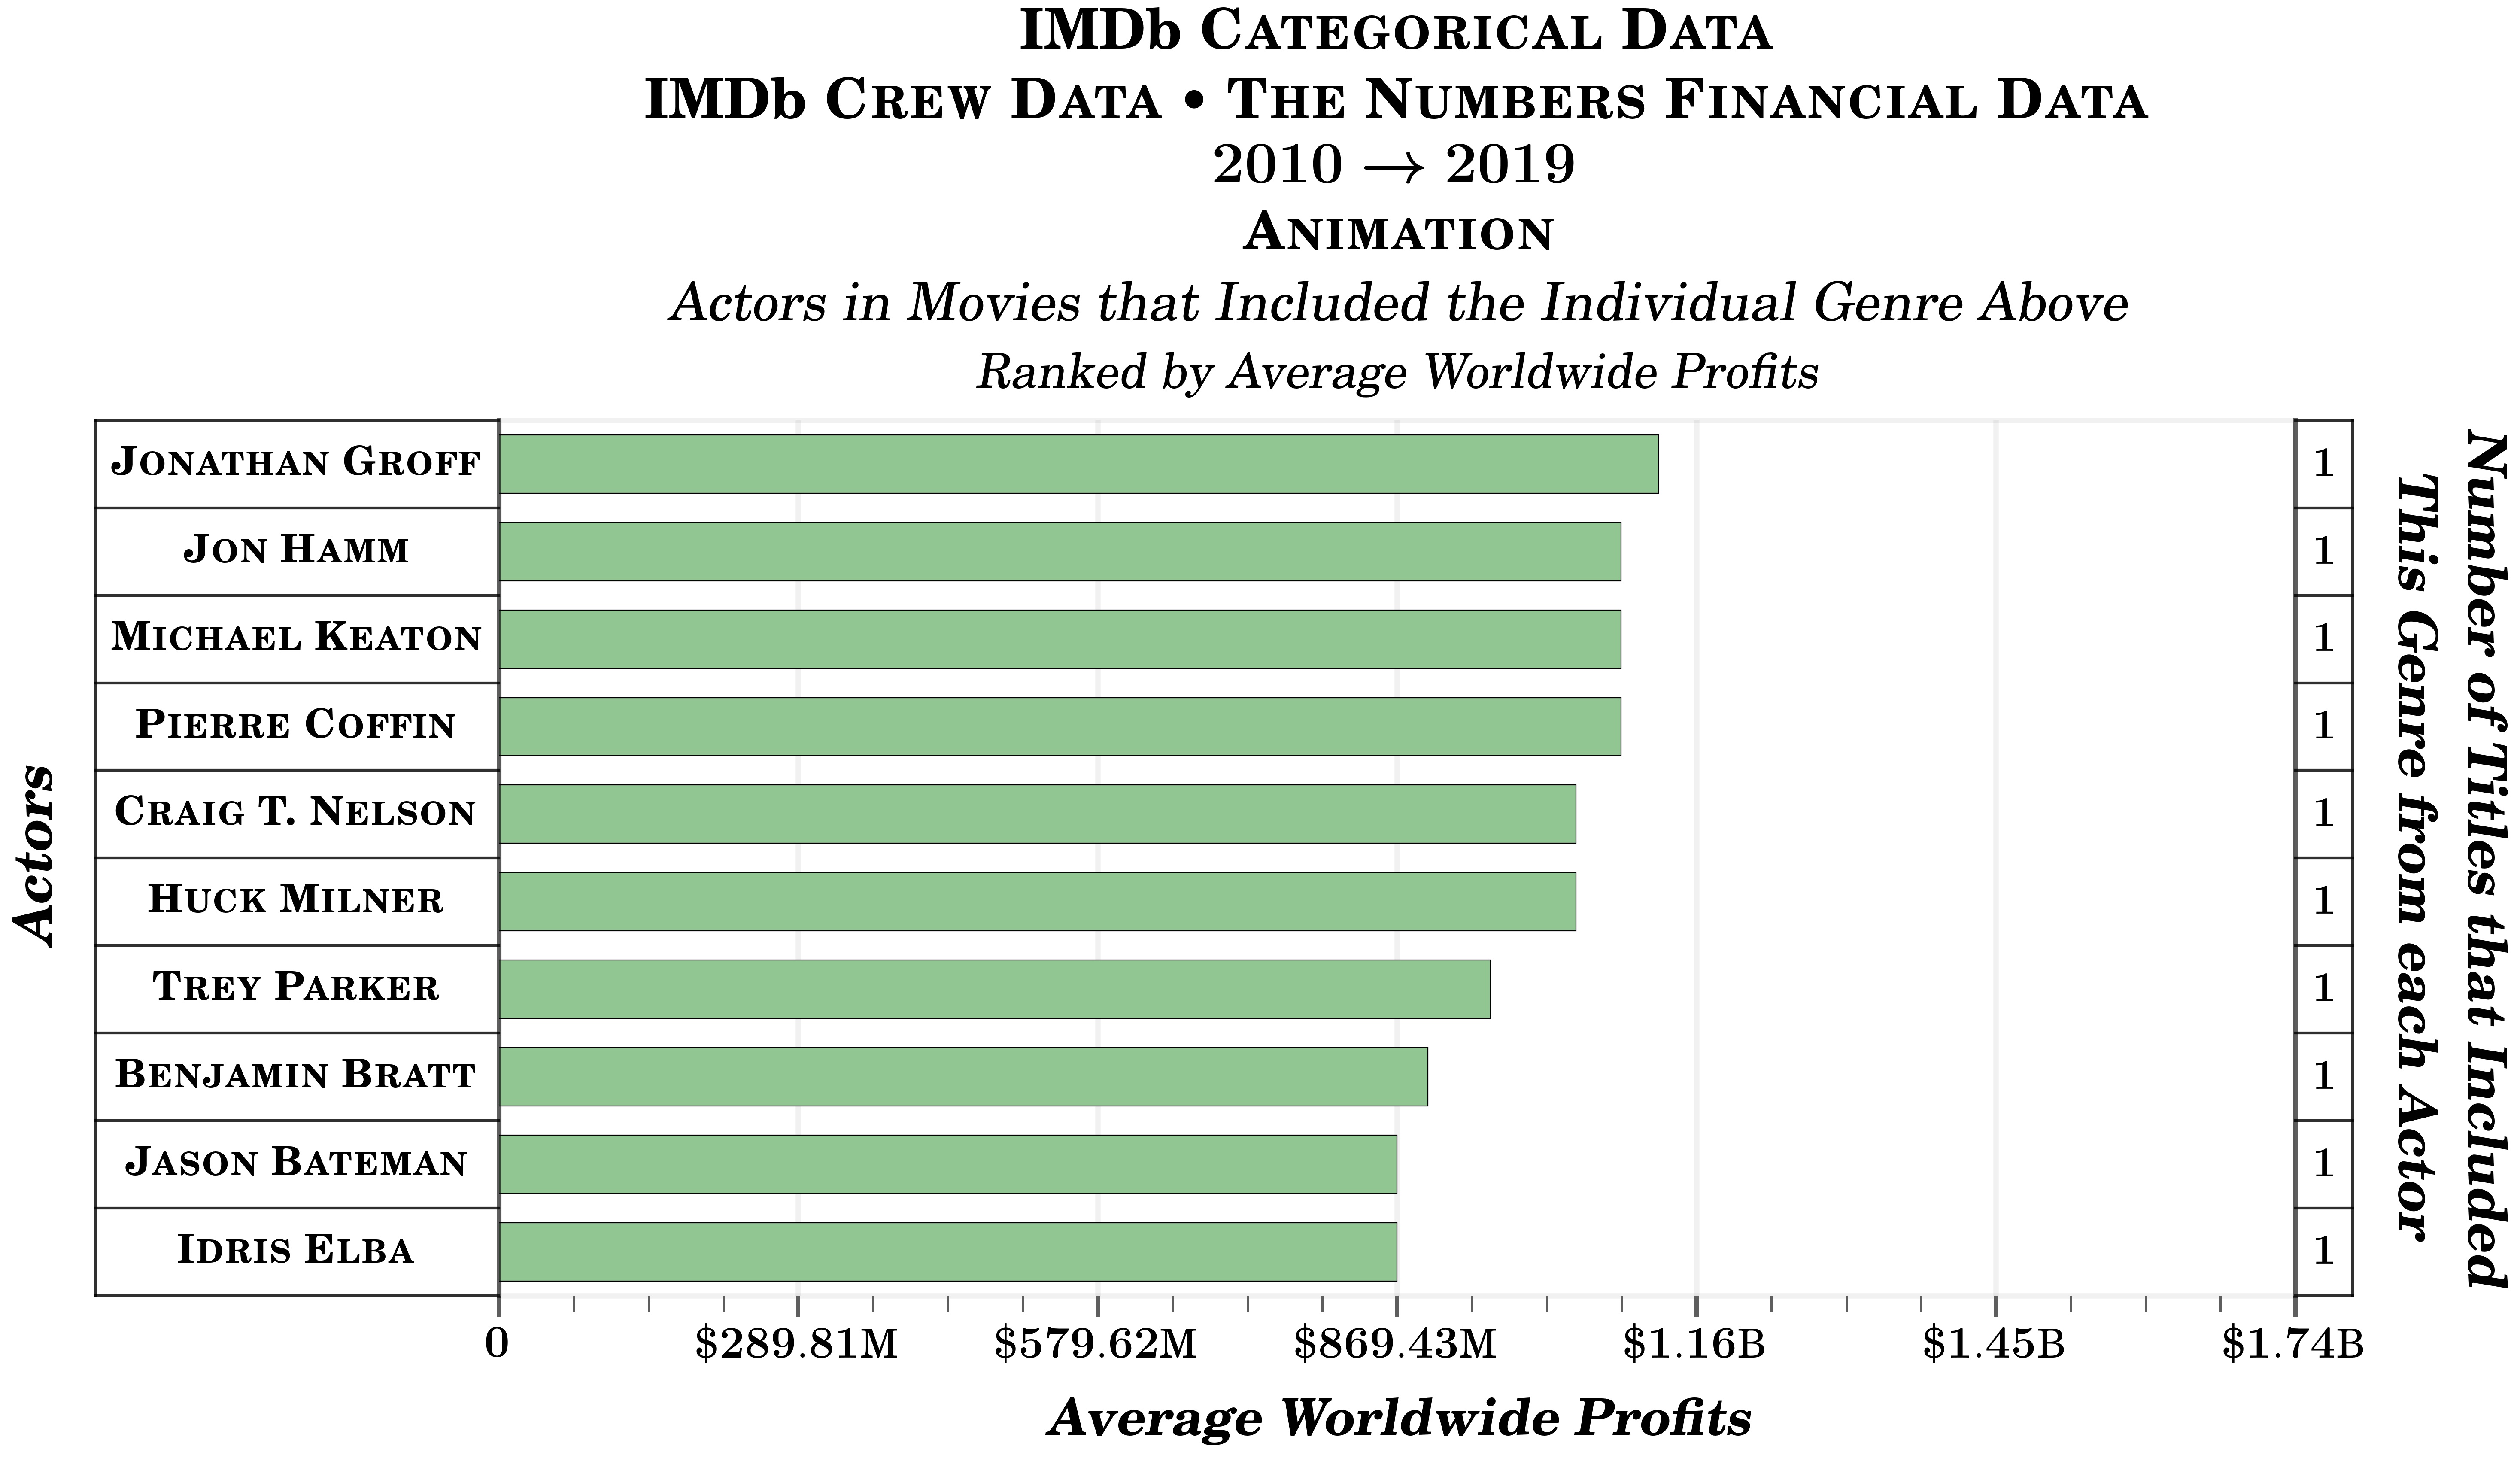 IMDb Categorical Data
IMDb Crew Data • The Numbers Financial Data
2010 → 2019
Animation
Actors in Movies that Included the Individual Genre Above
Ranked by Average Worldwide Profits
Actors
Jonathan Groff 1
Jon Hamm 1
Michael Keaton 1
Pierre Coffin 1
Craig T. Nelson 1
Huck Milner 1
Trey Parker 1
Benjamin Bratt 1
Jason Bateman 1
Idris Elba 1
Number of Titles that Included
This Genre from each Actor
0 $289.81M $579.62M $869.43M $1.16B $1.45B $1.74B
Average Worldwide Profits